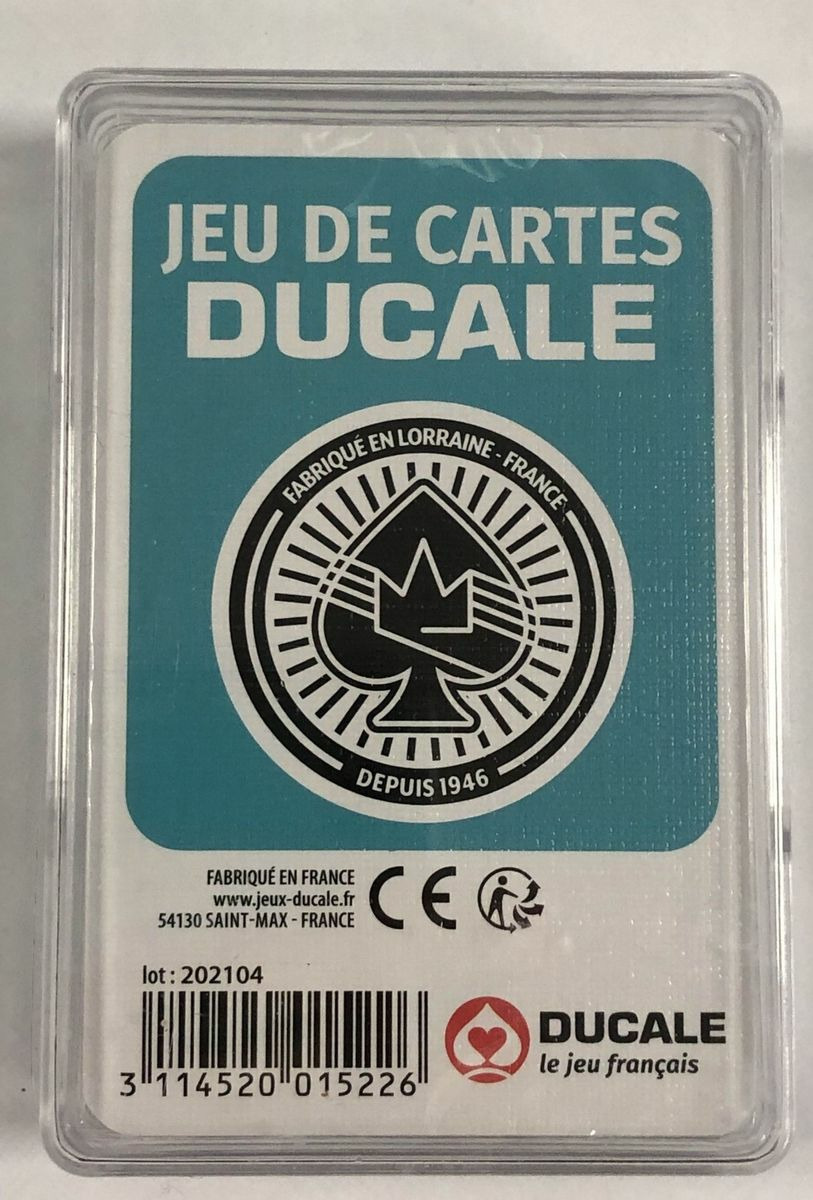 JEU DE CARTES
DUCALE
FABRIQUÉ EN LORRAINE - FRANCE
DEPUIS 1946
FABRIQUÉ EN FRANCE
www.jeux-ducale.fr
54130 SAINT-MAX - FRANCE
CE
lot : 202104
3 114520 015226
DUCALE
le jeu français